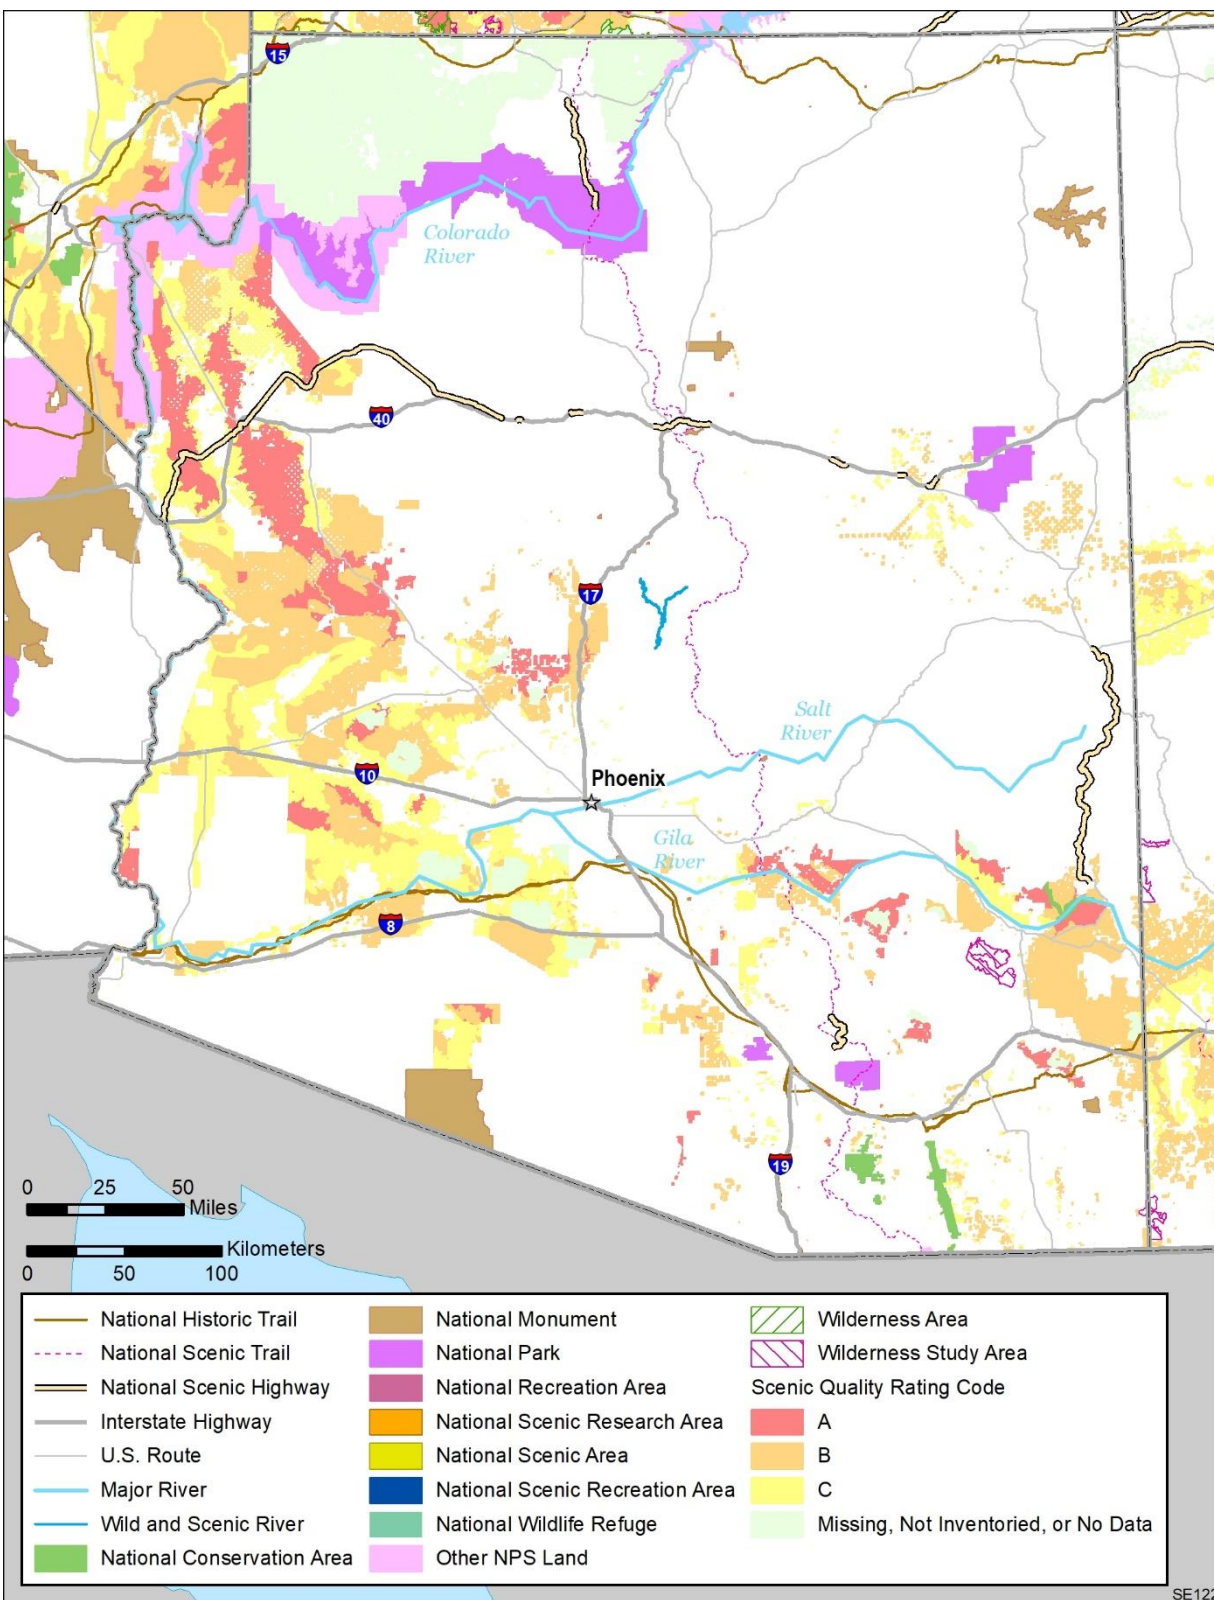 15
Colorado
River
40
17
Salt
River
10
Phoenix
Gila
River
8
19
0 25 50
Miles
Kilometers
0 50 100
National Historic Trail
National Scenic Trail
National Scenic Highway
Interstate Highway
U.S. Route
Major River
Wild and Scenic River
National Conservation Area
National Monument
National Park
National Recreation Area
National Scenic Research Area
National Scenic Area
National Scenic Recreation Area
National Wildlife Refuge
Other NPS Land
Wilderness Area
Wilderness Study Area
Scenic Quality Rating Code
A
B
C
Missing, Not Inventoried, or No Data
SE122